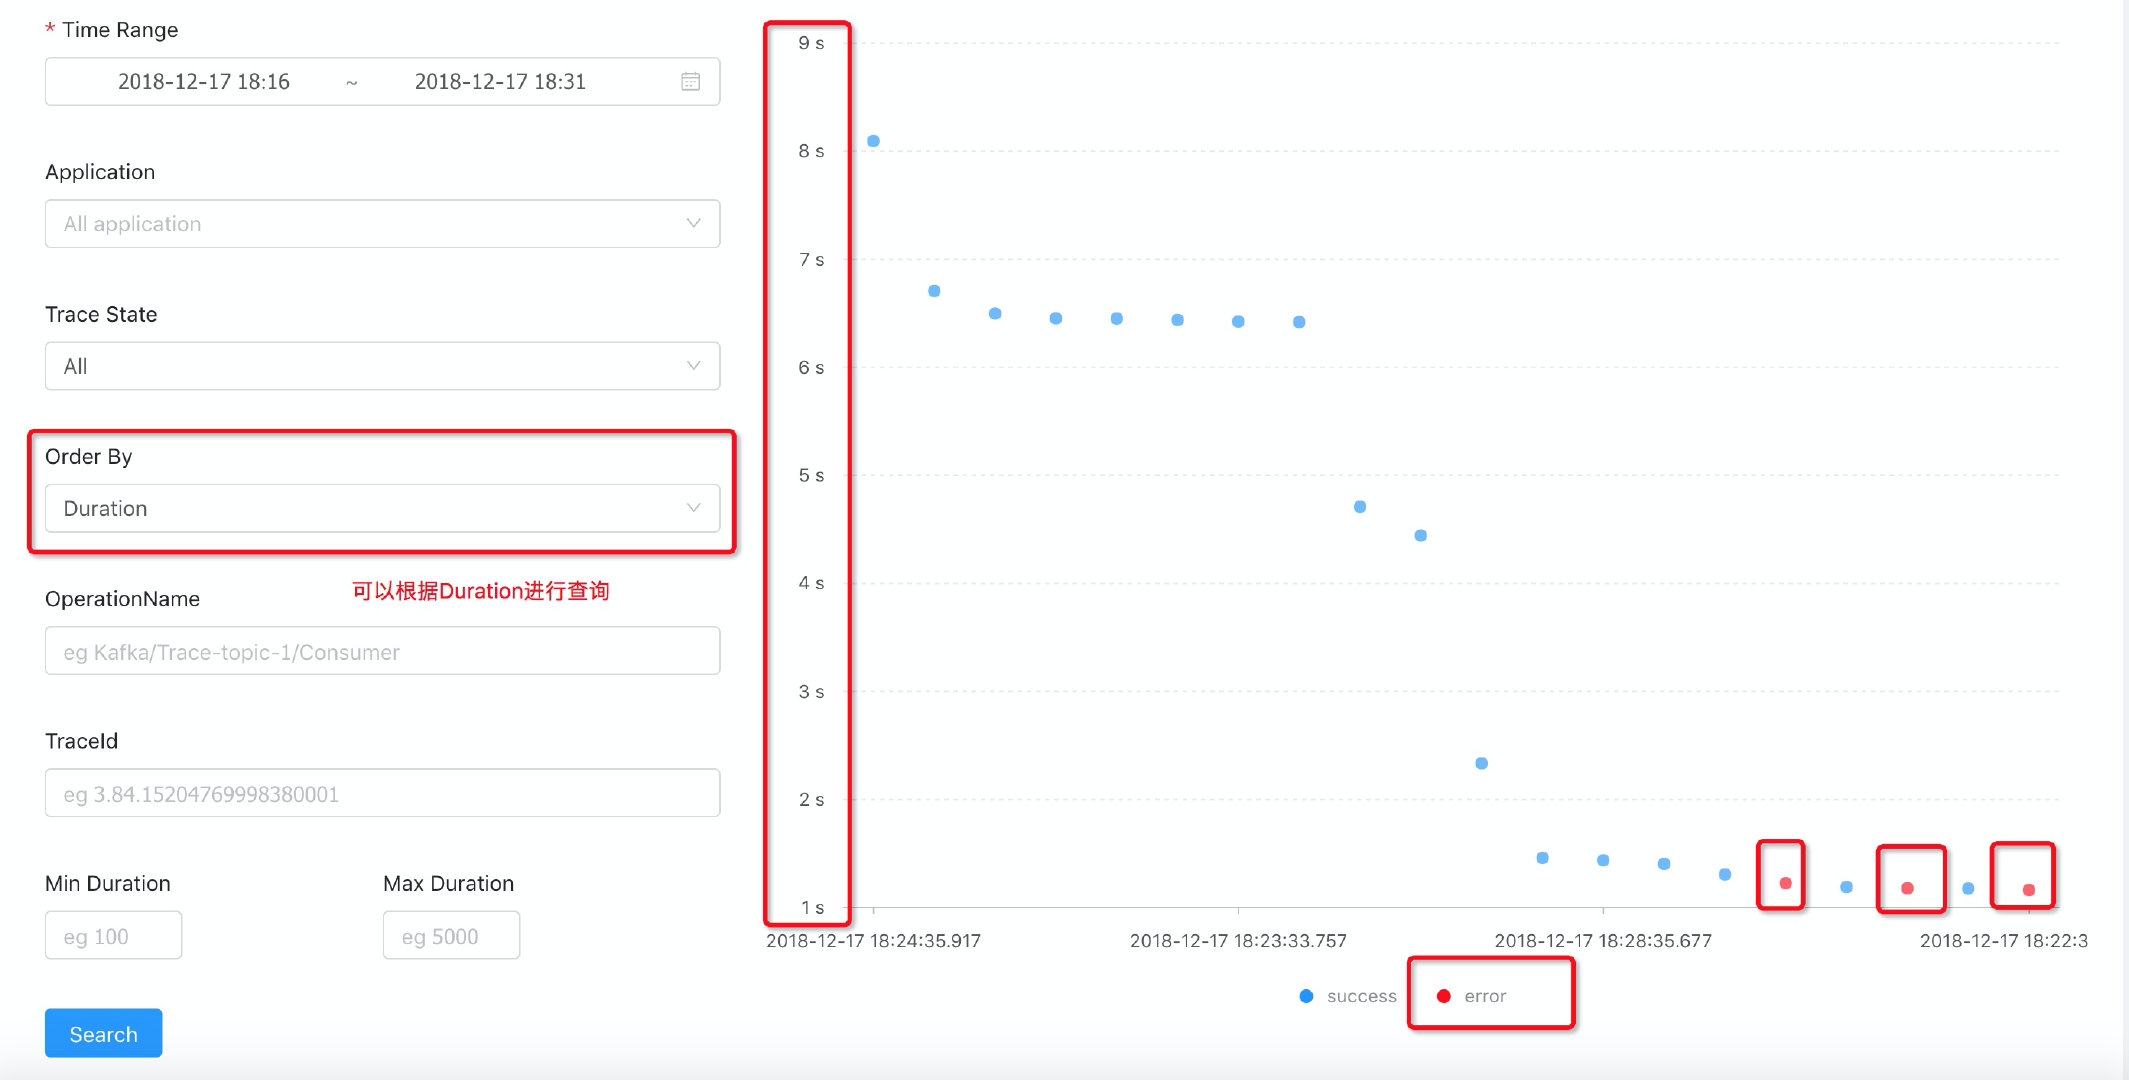 * Time Range
2018-12-17 18:16 ~ 2018-12-17 18:31
Application
All application
Trace State
All
Order By
Duration
可以根据Duration进行查询
OperationName
eg Kafka/Trace-topic-1/Consumer
TraceId
eg 3.84.15204769998380001
Min Duration
Max Duration
eg 100
eg 5000
Search
9 s
8 s
7 s
6 s
5 s
4 s
3 s
2 s
1 s
2018-12-17 18:24:35.917
2018-12-17 18:23:33.757
2018-12-17 18:28:35.677
2018-12-17 18:22:3
success
error